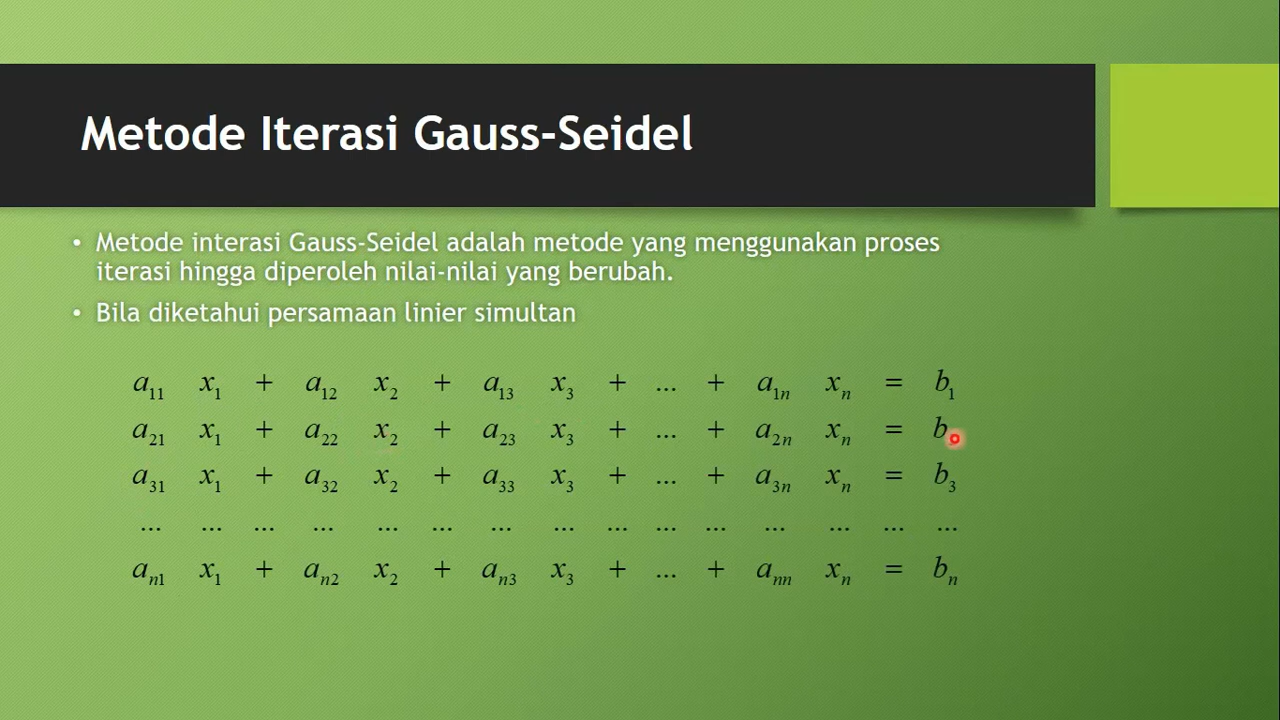 Metode Iterasi Gauss-Seidel
• Metode interasi Gauss-Seidel adalah metode yang menggunakan proses
iterasi hingga diperoleh nilai-nilai yang berubah.
• Bila diketahui persamaan linier simultan
a₁₁ x₁ + a₁₂ x₂ + a₁₃ x₃ + ... + a₁ₙ xₙ = b₁
a₂₁ x₁ + a₂₂ x₂ + a₂₃ x₃ + ... + a₂ₙ xₙ = b
a₃₁ x₁ + a₃₂ x₂ + a₃₃ x₃ + ... + a₃ₙ xₙ = b₃
... ... ... ... ... ... ... ... ... ... ... ... ... ... ...
aₙ₁ x₁ + aₙ₂ x₂ + aₙ₃ x₃ + ... + aₙₙ xₙ = bₙ